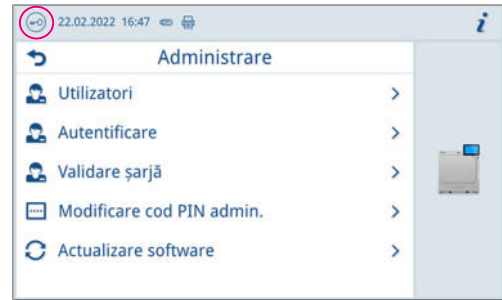 22.02.2022 16:47
Administrare
Utilizatori
Autentificare
Validare șarjă
Modificare cod PIN admin.
Actualizare software